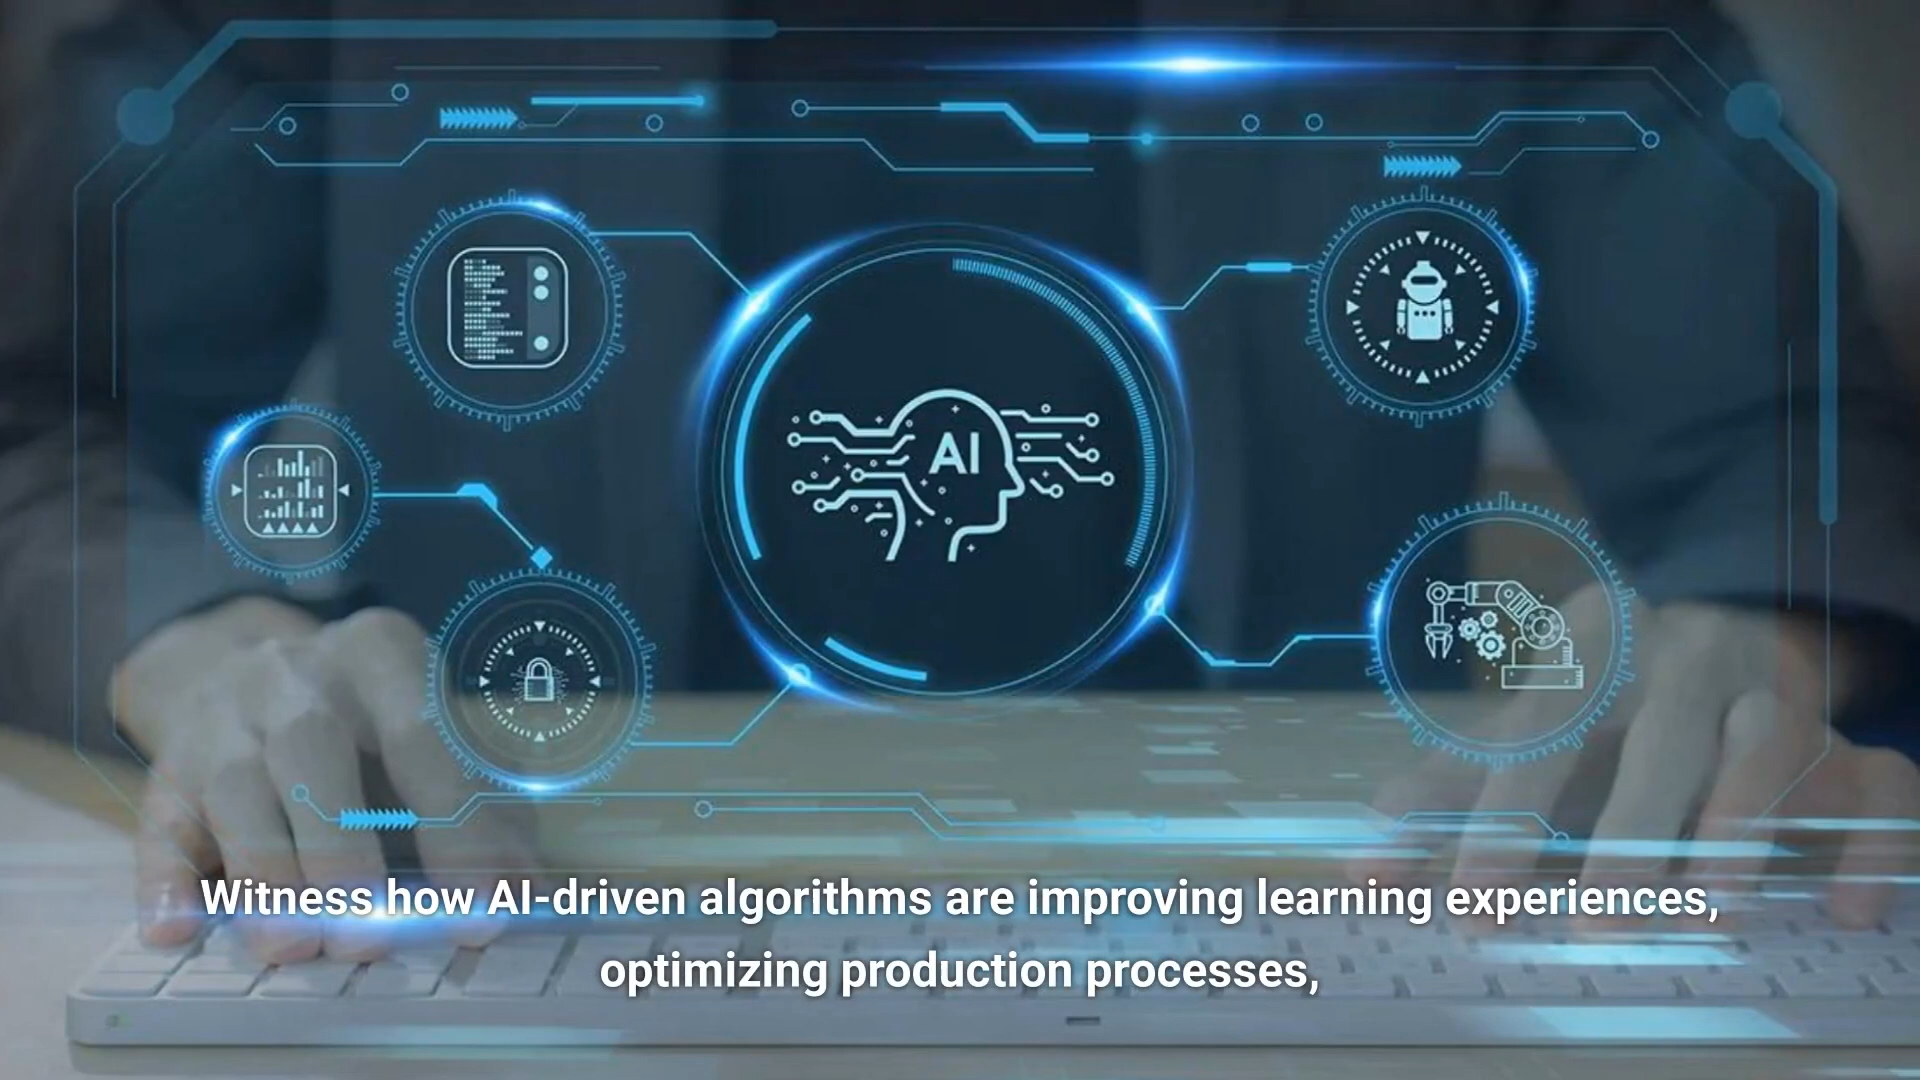 AI
Witness how AI-driven algorithms are improving learning experiences,
optimizing production processes,